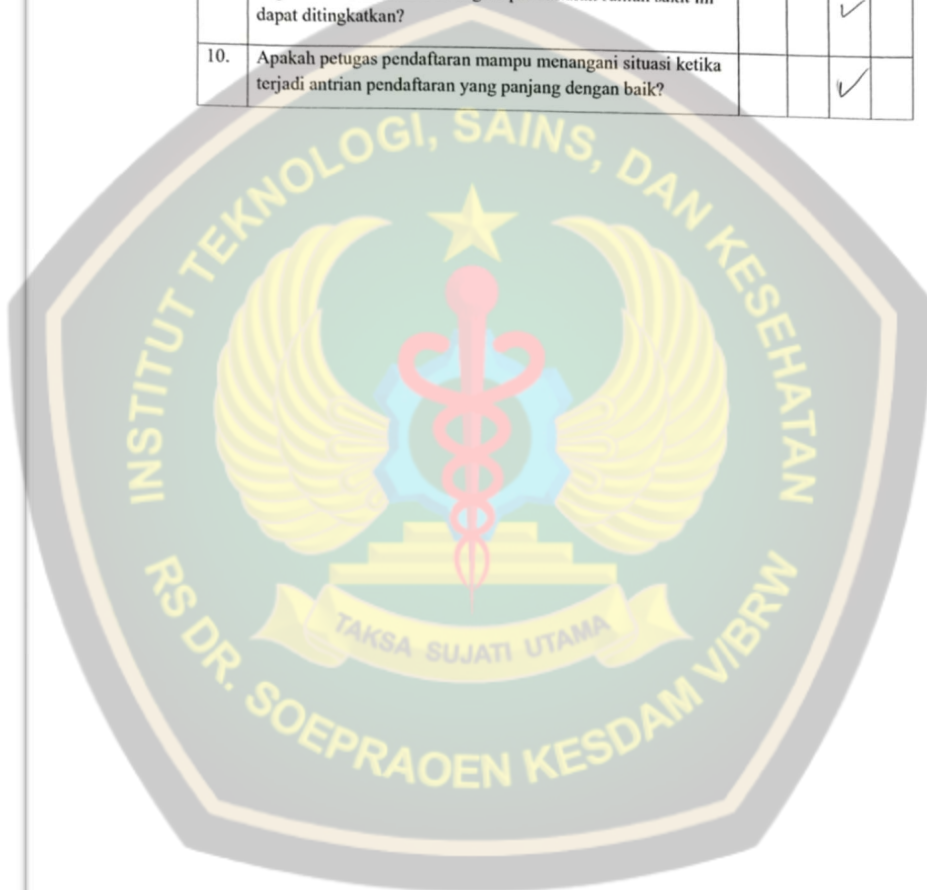 dapat ditingkatkan?
10. Apakah petugas pendaftaran mampu menangani situasi ketika
terjadi antrian pendaftaran yang panjang dengan baik?
INSTITUT TEKNOLOGI, SAINS, DAN KESEHATAN
TAKSA SUJATI UTAMA
RS DR. SOEPRAOEN KESDAM V/BRW